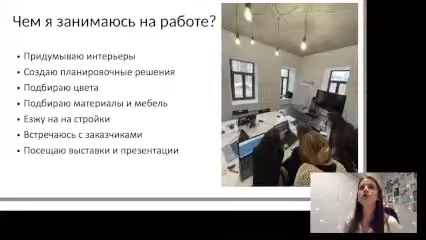 Чем я занимаюсь на работе?
• Придумываю интерьеры
• Создаю планировочные решения
• Подбираю цвета
• Подбираю материалы и мебель
• Езжу на на стройки
• Встречаюсь с заказчиками
• Посещаю выставки и презентации